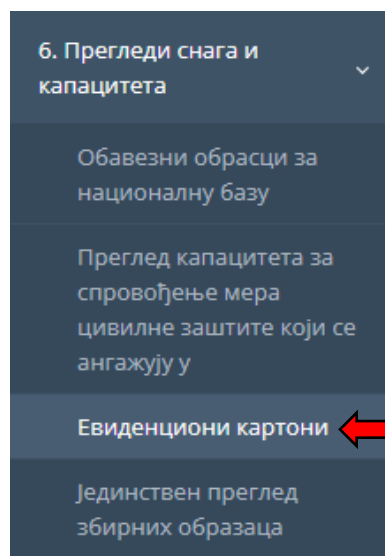 6. Прегледи снага и
капацитета
Обавезни обрасци за
националну базу
Преглед капацитета за
спровођење мера
цивилне заштите који се
ангажују у
Евиденциони картони
Јединствен преглед
збирних образаца